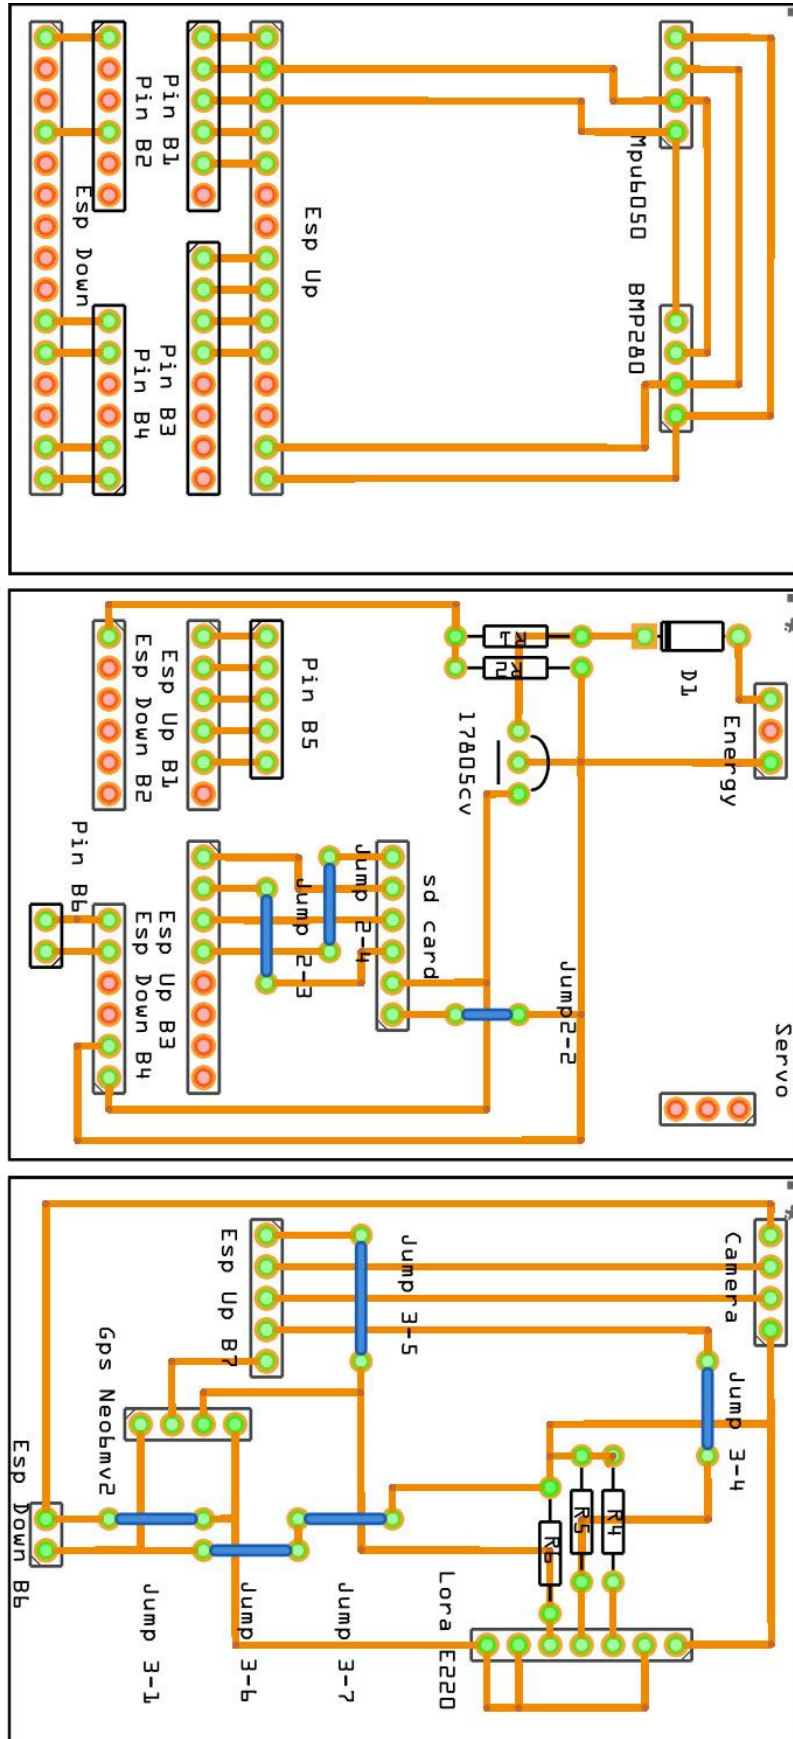 Mpu6050
BMP280
Esp Up
Pin B1
Pin B2
Pin B3
Pin B4
Esp Down
D1
Energy
R1
R2
17805cv
Pin B5
Esp Up B1
Esp Down B2
Pin B6
sd card
Jump 2-4
Jump 2-3
Jump2-2
Esp Up B3
Esp Down B4
Servo
Camera
Jump 3-5
Esp Up B7
Jump 3-4
Gps Neo6mv2
R4
R5
R6
Esp Down B6
Lora E220
Jump 3-1
Jump 3-6
Jump 3-7